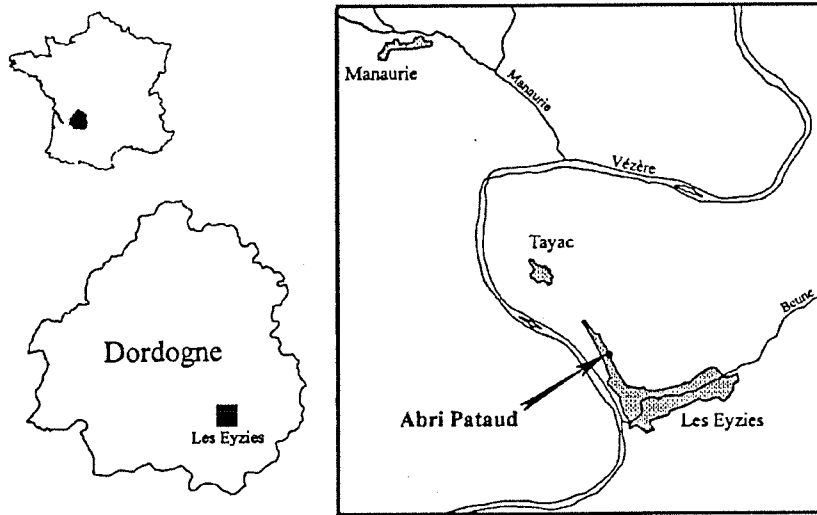 Manaurie
Manaurie
Vézère
Tayac
Beune
Dordogne
Les Eyzies
Abri Pataud
Les Eyzies